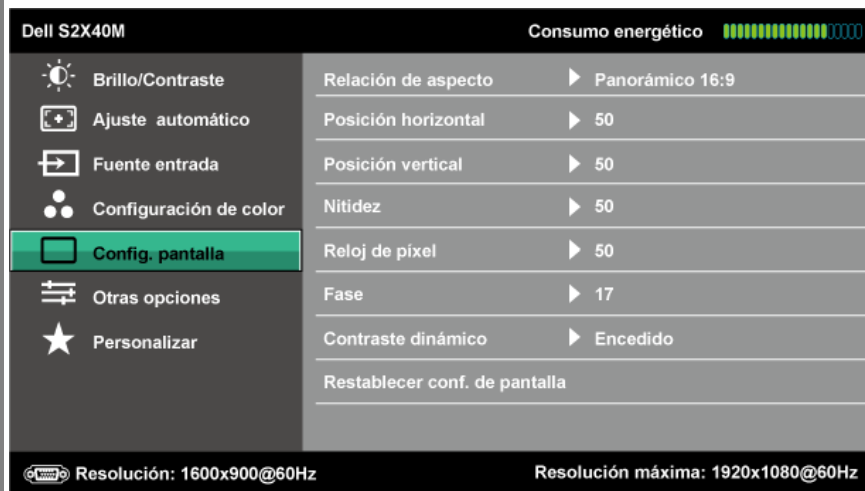 Dell S2X40M Consumo energético
Brillo/Contraste
Ajuste automático
Fuente entrada
Configuración de color
Config. pantalla
Otras opciones
Personalizar
Relación de aspecto Panorámico 16:9
Posición horizontal 50
Posición vertical 50
Nitidez 50
Reloj de píxel 50
Fase 17
Contraste dinámico Encedido
Restablecer conf. de pantalla
Resolución: 1600x900@60Hz Resolución máxima: 1920x1080@60Hz